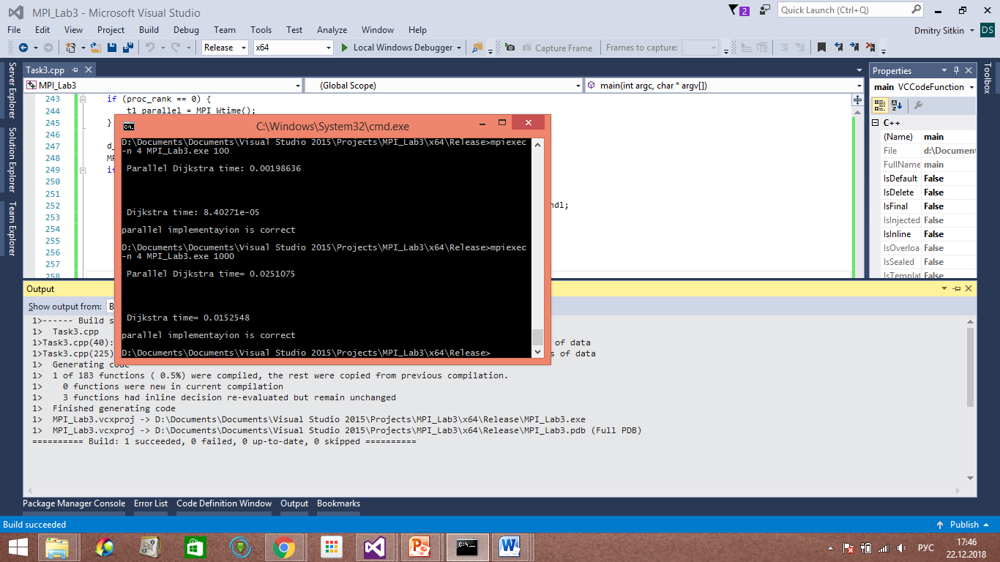 MPI_Lab3 - Microsoft Visual Studio
2
Quick Launch (Ctrl+Q)
File Edit View Project Build Debug Team Tools Test Analyze Window Help
Dmitry Sitkin DS
Release x64 Local Windows Debugger Capture Frame Frames to capture:
Server Explorer
Solution Explorer
Team Explorer
Toolbox
Task3.cpp
MPI_Lab3 (Global Scope) main(int argc, char * argv[])
243 if (proc_rank == 0) {
244 t1_parallel = MPI_Wtime();
245 }
246
247 d_
248
249
250
251
252 ndl;
253
254
255
256
257
258
C:\Windows\System32\cmd.exe
D:\Documents\Documents\Visual Studio 2015\Projects\MPI_Lab3\x64\Release>mpiexec
-n 4 MPI_Lab3.exe 100
Parallel Dijkstra time: 0.00198636
Dijkstra time: 8.40271e-05
parallel implementayion is correct
D:\Documents\Documents\Visual Studio 2015\Projects\MPI_Lab3\x64\Release>mpiexec
-n 4 MPI_Lab3.exe 1000
Parallel Dijkstra time= 0.0251075
Dijkstra time= 0.0152548
parallel implementayion is correct
D:\Documents\Documents\Visual Studio 2015\Projects\MPI_Lab3\x64\Release>
Properties
main VCCodeFunction
C++
(Name) main
File d:\Document
FullName main
IsDefault False
IsDelete False
IsFinal False
IsInjected False
IsInline False
IsOverloa False
IsSealed False
IsTemplat False
Output
Show output from: B
1>------ Build s
1> Task3.cpp
1>Task3.cpp(40): of data
1>Task3.cpp(225) s of data
1> Generating code
1> 1 of 183 functions ( 0.5%) were compiled, the rest were copied from previous compilation.
1> 0 functions were new in current compilation
1> 3 functions had inline decision re-evaluated but remain unchanged
1> Finished generating code
1> MPI_Lab3.vcxproj -> D:\Documents\Documents\Visual Studio 2015\Projects\MPI_Lab3\x64\Release\MPI_Lab3.exe
1> MPI_Lab3.vcxproj -> D:\Documents\Documents\Visual Studio 2015\Projects\MPI_Lab3\x64\Release\MPI_Lab3.pdb (Full PDB)
========== Build: 1 succeeded, 0 failed, 0 up-to-date, 0 skipped ==========
Package Manager Console Error List Code Definition Window Output Bookmarks
Build succeeded
Publish
РУС
17:46
22.12.2018